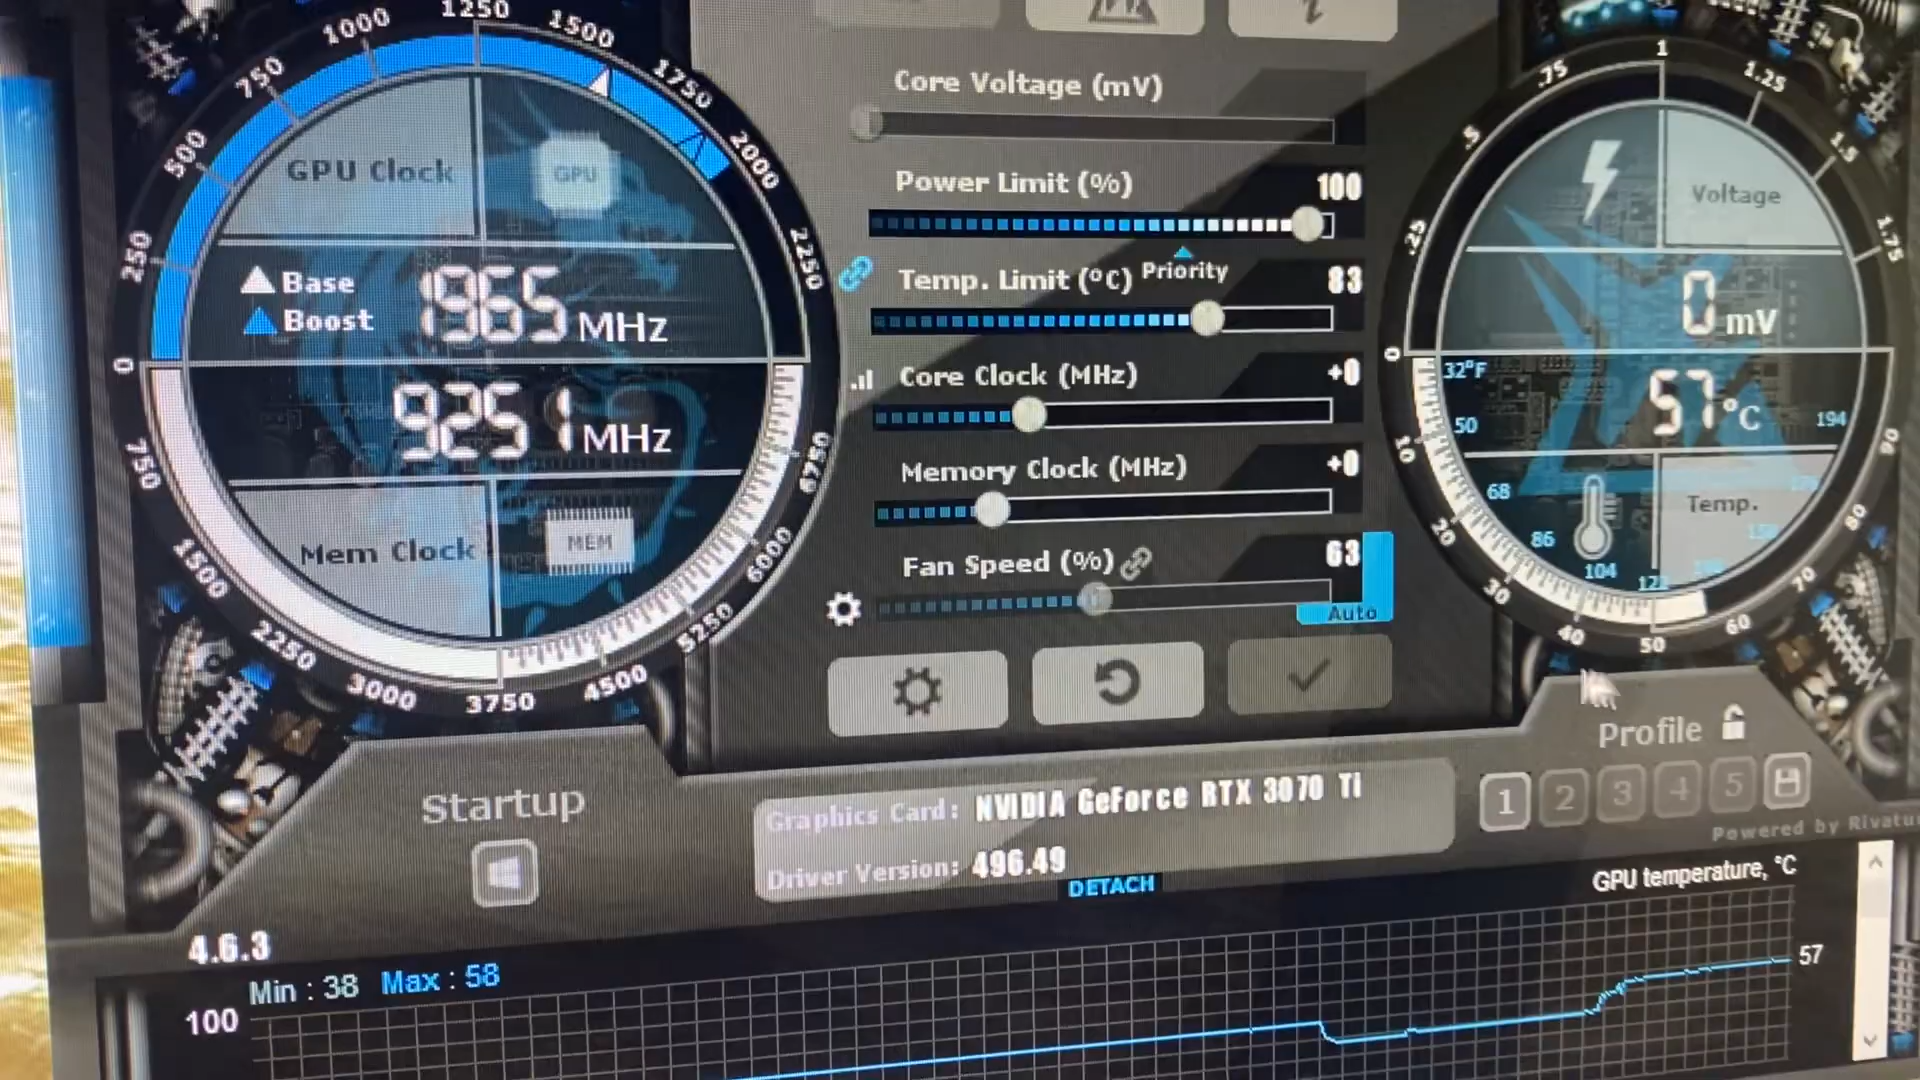 0
250
500
750
1000
1250
1500
1750
2000
2250
GPU Clock
GPU
Base
Boost
1965 MHz
9251 MHz
Mem Clock
MEM
750
1500
2250
3000
3750
4500
5250
6000
6750
Core Voltage (mV)
Power Limit (%)
100
Temp. Limit (°C)
Priority
83
Core Clock (MHz)
+0
Memory Clock (MHz)
+0
Fan Speed (%)
63
Auto
0
.25
.5
.75
1
1.25
1.5
1.75
Voltage
0 mV
57 °C
Temp.
32°F
50
68
86
104
194
10
20
30
40
50
60
70
80
90
Startup
Graphics Card: NVIDIA GeForce RTX 3070 Ti
Driver Version: 496.49
DETACH
Profile
1 2 3 4 5
Powered by
4.6.3
Min : 38 Max : 58
GPU temperature, °C
100
57